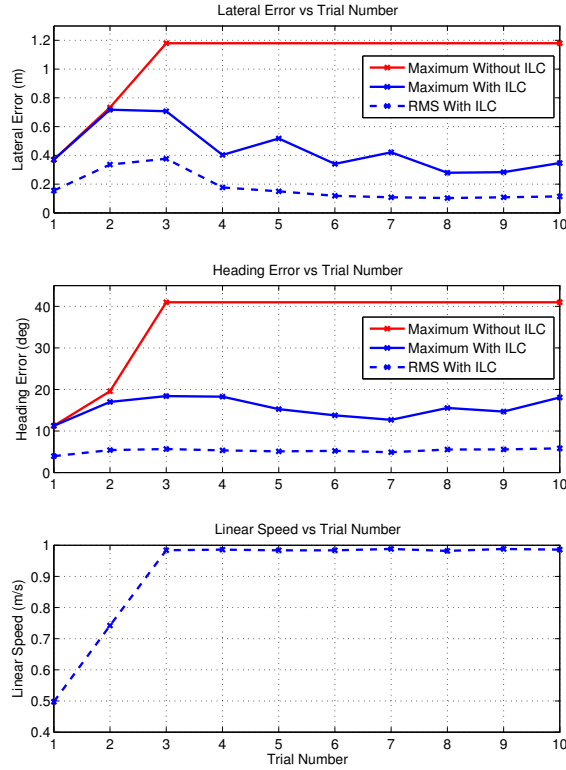 Lateral Error vs Trial Number
1.2
1
0.8
0.6
0.4
0.2
0
Lateral Error (m)
Maximum Without ILC
Maximum With ILC
RMS With ILC
1 2 3 4 5 6 7 8 9 10
Heading Error vs Trial Number
40
30
20
10
0
Heading Error (deg)
Maximum Without ILC
Maximum With ILC
RMS With ILC
1 2 3 4 5 6 7 8 9 10
Linear Speed vs Trial Number
1
0.9
0.8
0.7
0.6
0.5
0.4
Linear Speed (m/s)
1 2 3 4 5 6 7 8 9 10
Trial Number